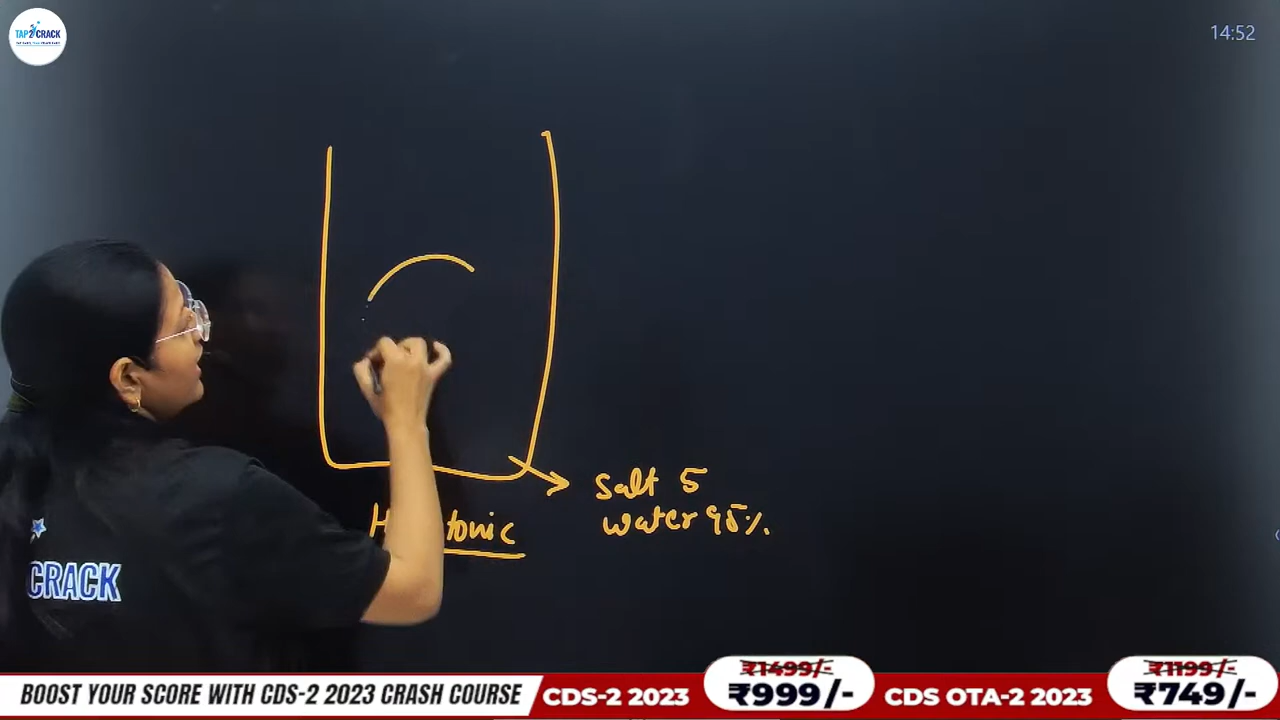 TAP2CRACK
14:52
Salt 5
water 95%
tonic
CRACK
BOOST YOUR SCORE WITH CDS-2 2023 CRASH COURSE
CDS-2 2023
₹1499/-
₹999/-
CDS OTA-2 2023
₹1199/-
₹749/-